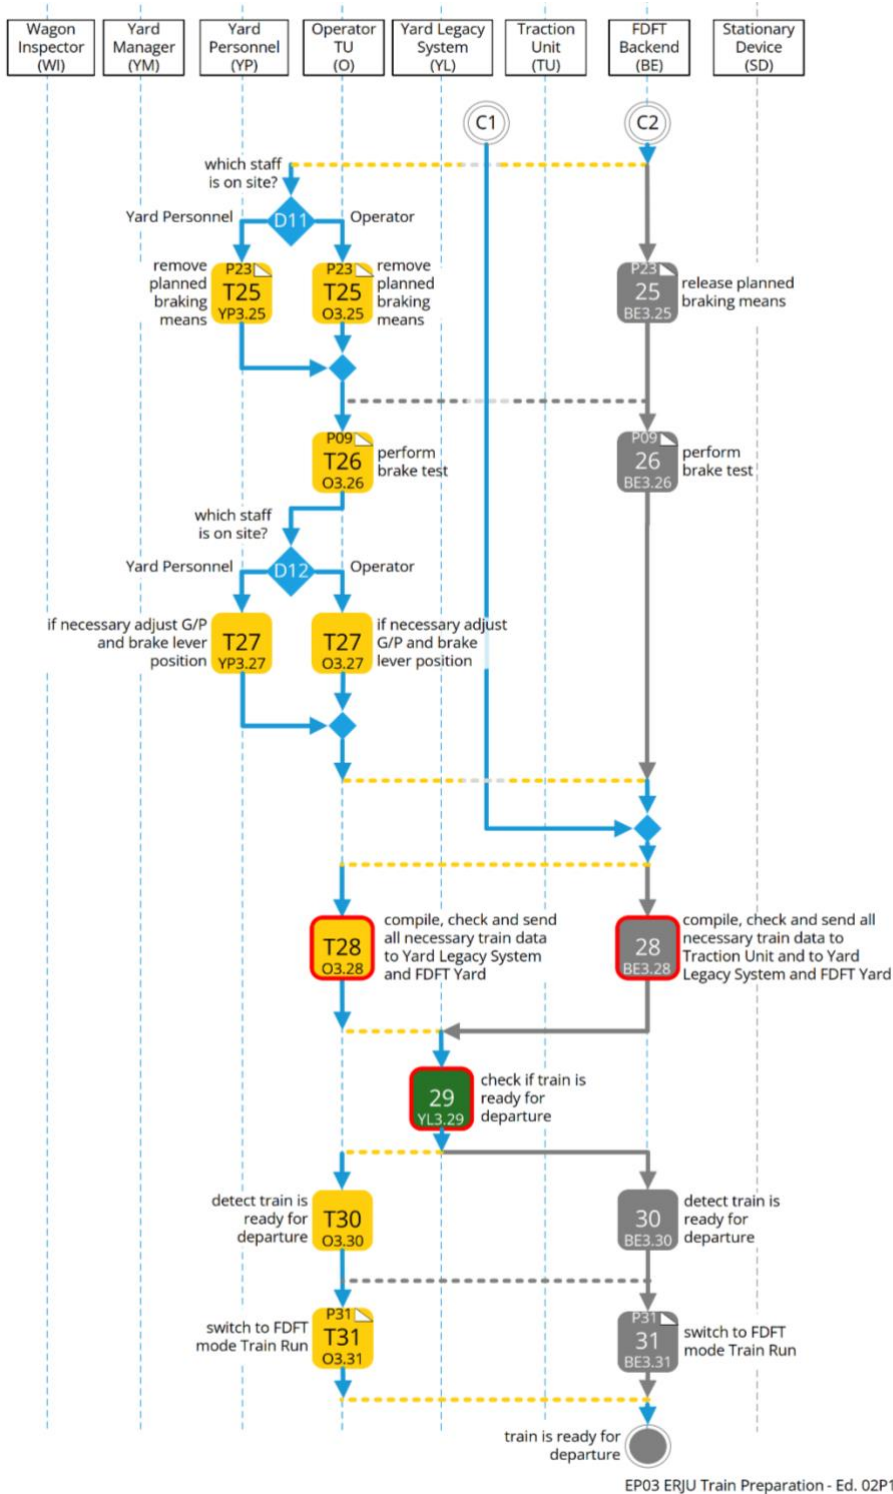 Wagon
Inspector
(WI)
Yard
Manager
(YM)
Yard
Personnel
(YP)
Operator
TU
(O)
Yard Legacy
System
(YL)
Traction
Unit
(TU)
FDFT
Backend
(BE)
Stationary
Device
(SD)
C1
C2
which staff
is on site?
Yard Personnel
D11
Operator
remove
planned
braking
means
P23
T25
YP3.25
P23
T25
O3.25
remove
planned
braking
means
P23
25
BE3.25
release planned
braking means
P09
T26
O3.26
perform
brake test
P09
26
BE3.26
perform
brake test
which staff
is on site?
Yard Personnel
D12
Operator
if necessary adjust G/P
and brake lever
position
T27
YP3.27
T27
O3.27
if necessary adjust
G/P and brake
lever position
T28
O3.28
compile, check and send
all necessary train data
to Yard Legacy System
and FDFT Yard
28
BE3.28
compile, check and send all
necessary train data to
Traction Unit and to Yard
Legacy System and FDFT Yard
29
YL3.29
check if train is
ready for
departure
detect train is
ready for
departure
T30
O3.30
30
BE3.30
detect train is
ready for
departure
switch to FDFT
mode Train Run
P31
T31
O3.31
P31
31
BE3.31
switch to FDFT
mode Train Run
train is ready for
departure
EP03 ERJU Train Preparation - Ed. 02P1